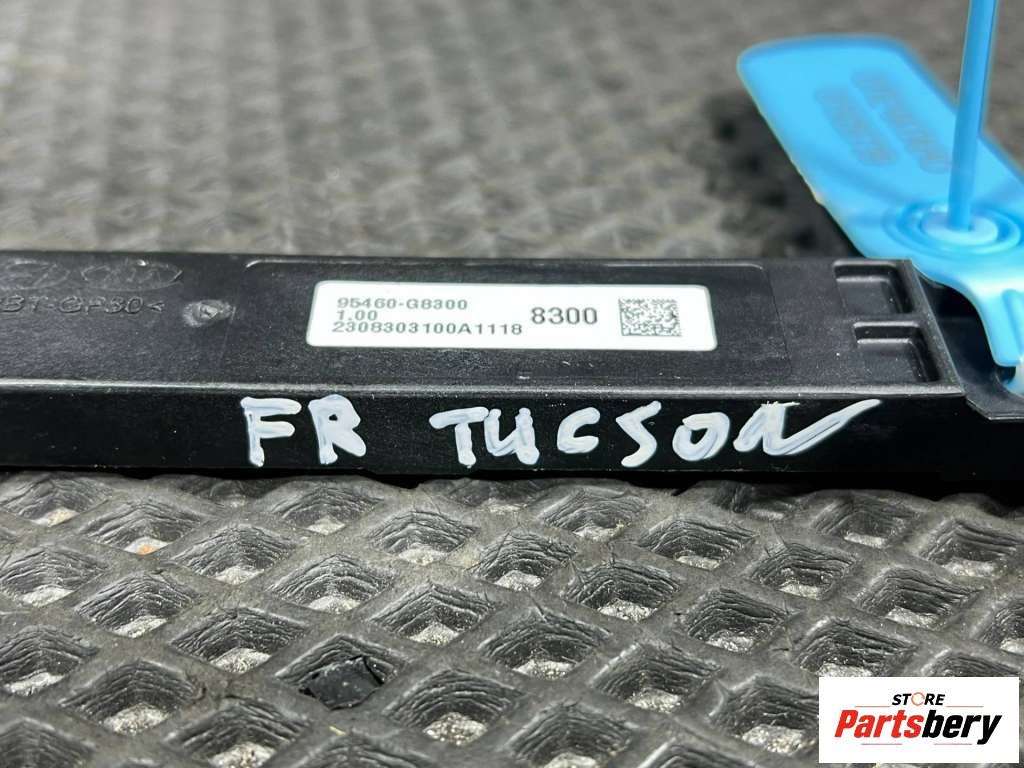 95460-G8300
1.00
2308303100A1118
8300
FR TUCSON
STORE
Partsbery